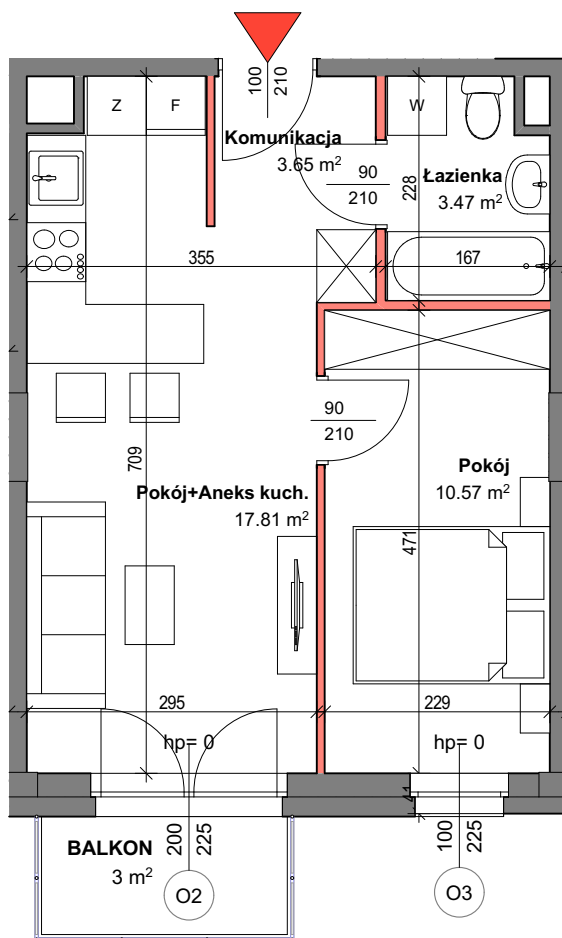 100
210
Z
F
W
Komunikacja
3.65 m²
90
210
Łazienka
3.47 m²
228
355
167
90
210
709
Pokój+Aneks kuch.
17.81 m²
Pokój
10.57 m²
471
295
229
hp= 0
hp= 0
41
BALKON
3 m²
200
225
100
225
O2
O3